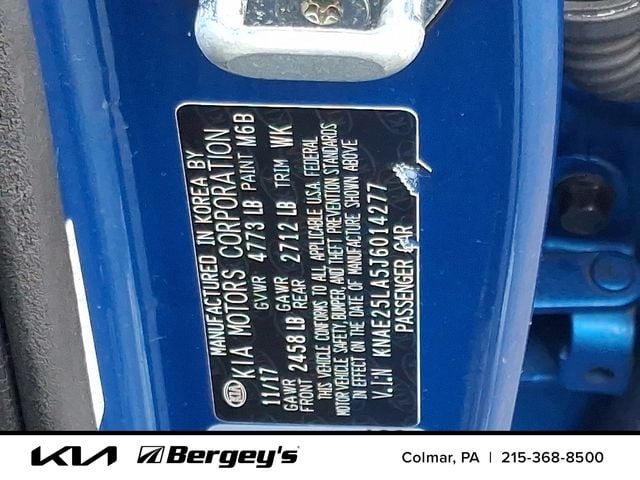 MANUFACTURED IN KOREA BY
KIA KIA MOTORS CORPORATION
11/17 GVWR 4773 LB PAINT M6B
GAWR FRONT 2458 LB GAWR REAR 2712 LB TRIM WK
THIS VEHICLE CONFORMS TO ALL APPLICABLE U.S.A. FEDERAL
MOTOR VEHICLE SAFETY, BUMPER, AND THEFT PREVENTION STANDARDS
IN EFFECT ON THE DATE OF MANUFACTURE SHOWN ABOVE
V.I.N KNAE25LA5J6014277
PASSENGER CAR
KIA Bergey's Colmar, PA | 215-368-8500